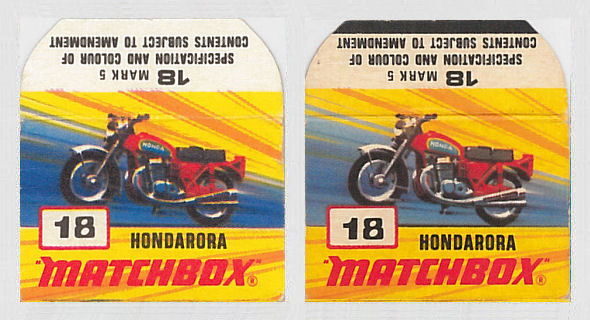 CONTENTS SUBJECT TO AMENDMENT
SPECIFICATION AND COLOUR OF
18 MARK 5
HONDA
18
HONDARORA
"MATCHBOX"®
CONTENTS SUBJECT TO AMENDMENT
SPECIFICATION AND COLOUR OF
18 MARK 5
HONDA
18
HONDARORA
"MATCHBOX"®